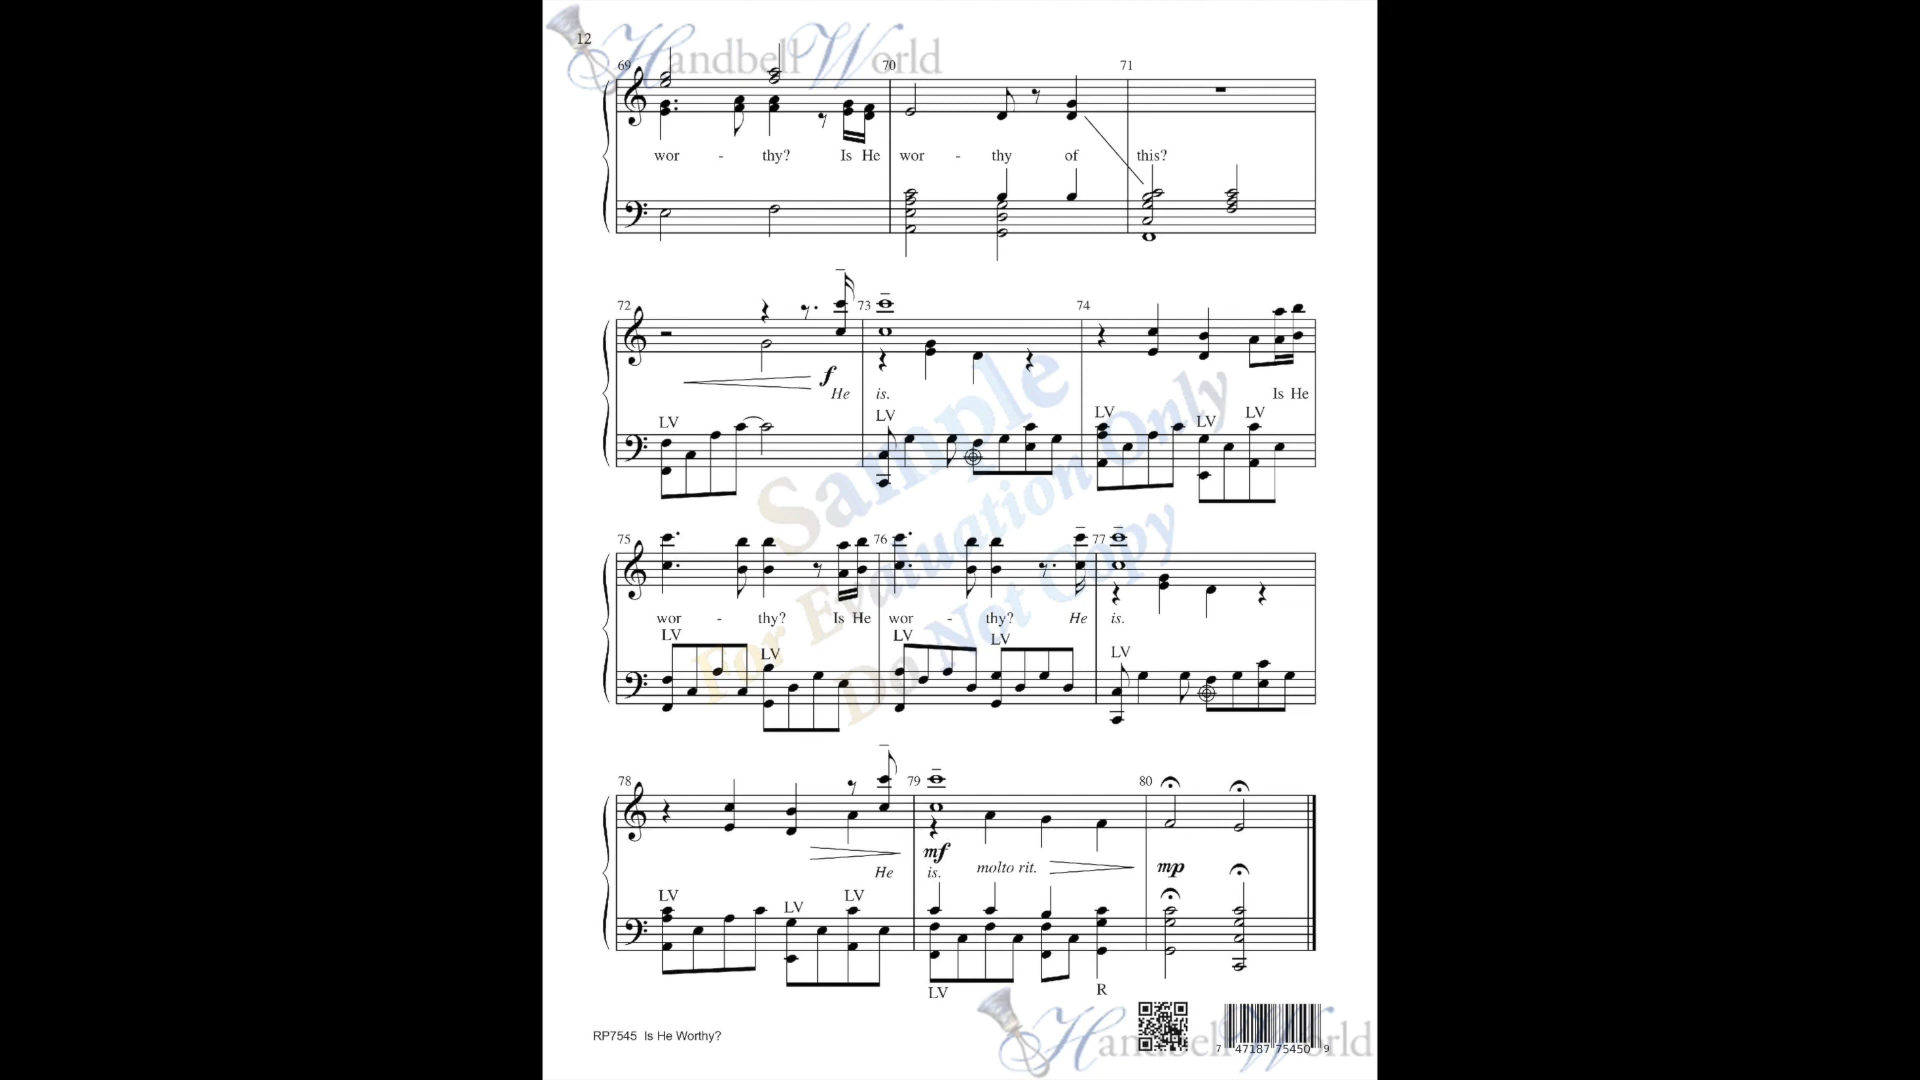 12
Handbell World
69 70 71
wor - thy? Is He wor - thy of this?
72 73 74
f
He is. Is He
LV LV LV LV LV
Sample
For Evaluation Only
Do Not Copy
75 76 77
wor - thy? Is He wor - thy? He is.
LV LV LV LV LV
78 79 80
mf molto rit. mp
He is.
LV LV LV
LV R
RP7545 Is He Worthy?
7 47187 75450 9
Handbell World